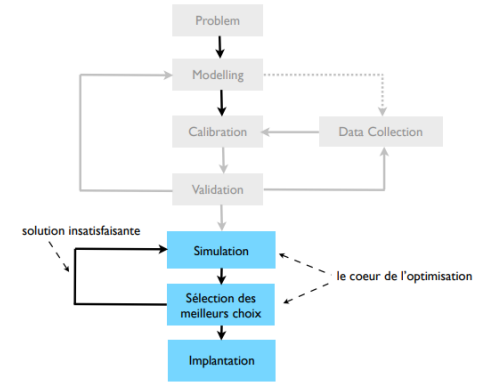 Problem
Modelling
Calibration
Data Collection
Validation
solution insatisfaisante
Simulation
le coeur de l'optimisation
Sélection des
meilleurs choix
Implantation